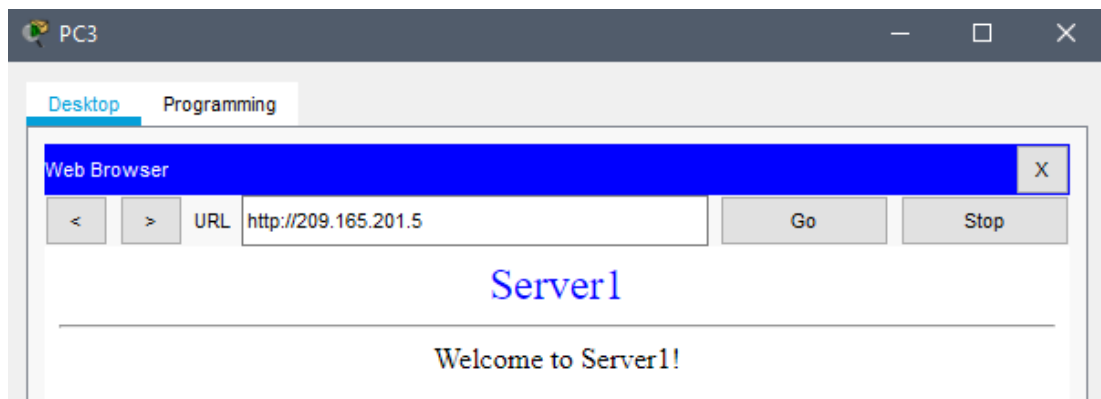 PC3
Desktop Programming
Web Browser X
< > URL http://209.165.201.5 Go Stop
Server1
Welcome to Server1!